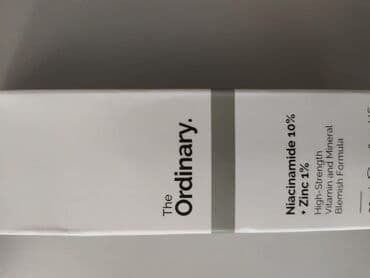 The
Ordinary.
Niacinamide 10%
+ Zinc 1%
High-Strength
Vitamin and Mineral
Blemish Formula